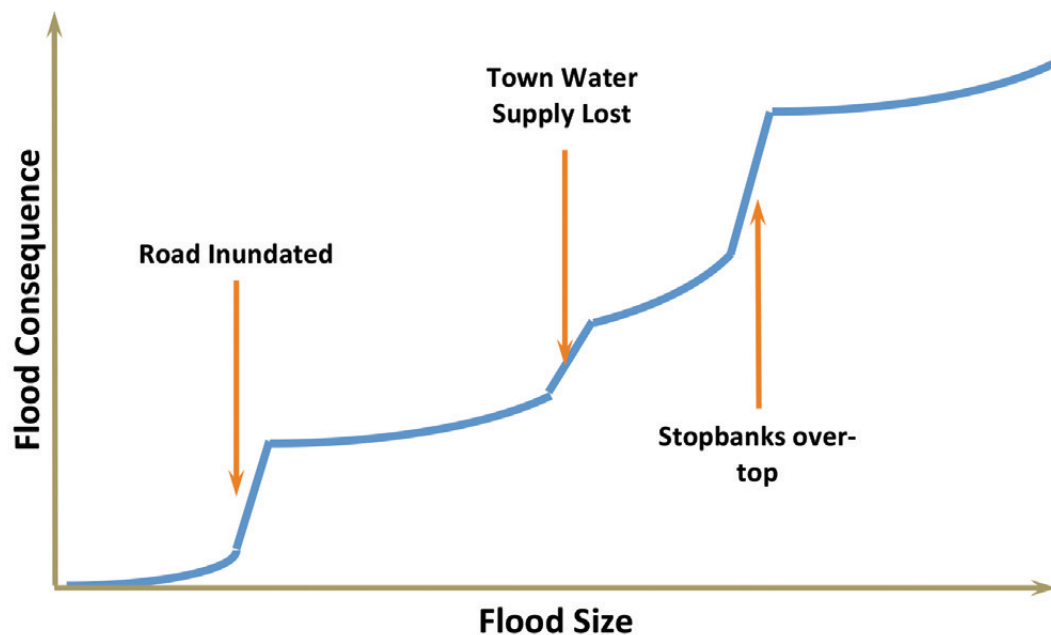 Town Water
Supply Lost
Road Inundated
Stopbanks over-
top
Flood Consequence
Flood Size